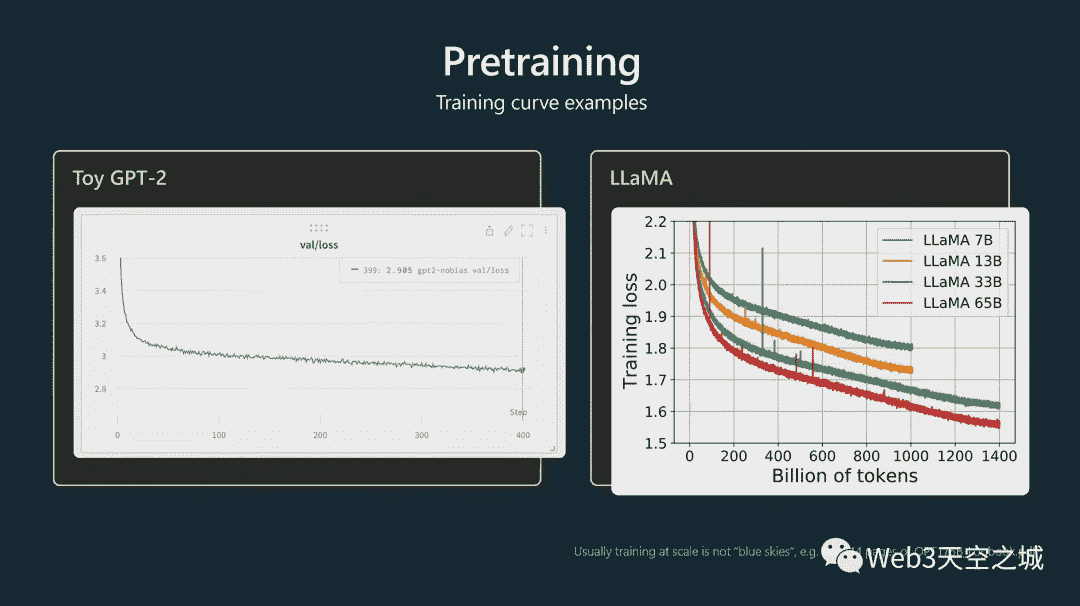 Pretraining
Training curve examples
Toy GPT-2
val/loss
399: 2.905 gpt2-nobias val/loss
3.6
3.4
3.2
3
2.8
Step
0 100 200 300 400
LLaMA
LLaMA 7B
LLaMA 13B
LLaMA 33B
LLaMA 65B
Training loss
2.2
2.1
2.0
1.9
1.8
1.7
1.6
1.5
0 200 400 600 800 1000 1200 1400
Billion of tokens
Usually training at scale is not “blue skies”, e.g. pages of
Web3天空之城